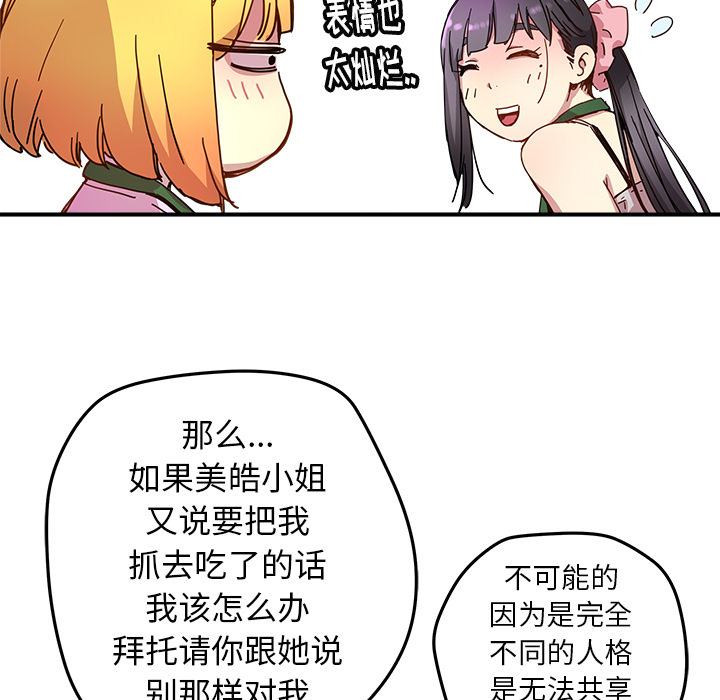 表情也
太灿烂..
那么...
如果美皓小姐
又说要把我
抓去吃了的话
我该怎么办
拜托请你跟她说
别那样对我
不可能的
因为是完全
不同的人格
是无法共享